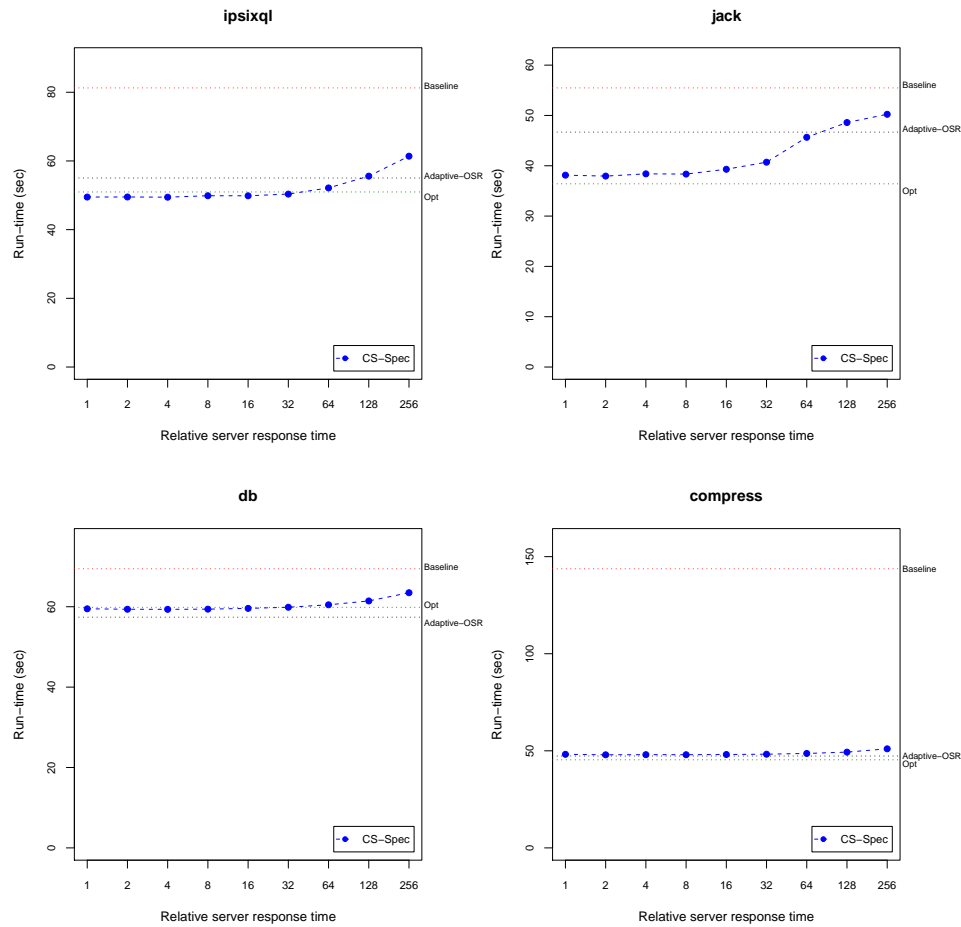 ipsixql
Run−time (sec)
0
20
40
60
80
Baseline
Adaptive−OSR
Opt
CS−Spec
1 2 4 8 16 32 64 128 256
Relative server response time
jack
Run−time (sec)
0
10
20
30
40
50
60
Baseline
Adaptive−OSR
Opt
CS−Spec
1 2 4 8 16 32 64 128 256
Relative server response time
db
Run−time (sec)
0
20
40
60
Baseline
Opt
Adaptive−OSR
CS−Spec
1 2 4 8 16 32 64 128 256
Relative server response time
compress
Run−time (sec)
0
50
100
150
Baseline
Adaptive−OSR
Opt
CS−Spec
1 2 4 8 16 32 64 128 256
Relative server response time